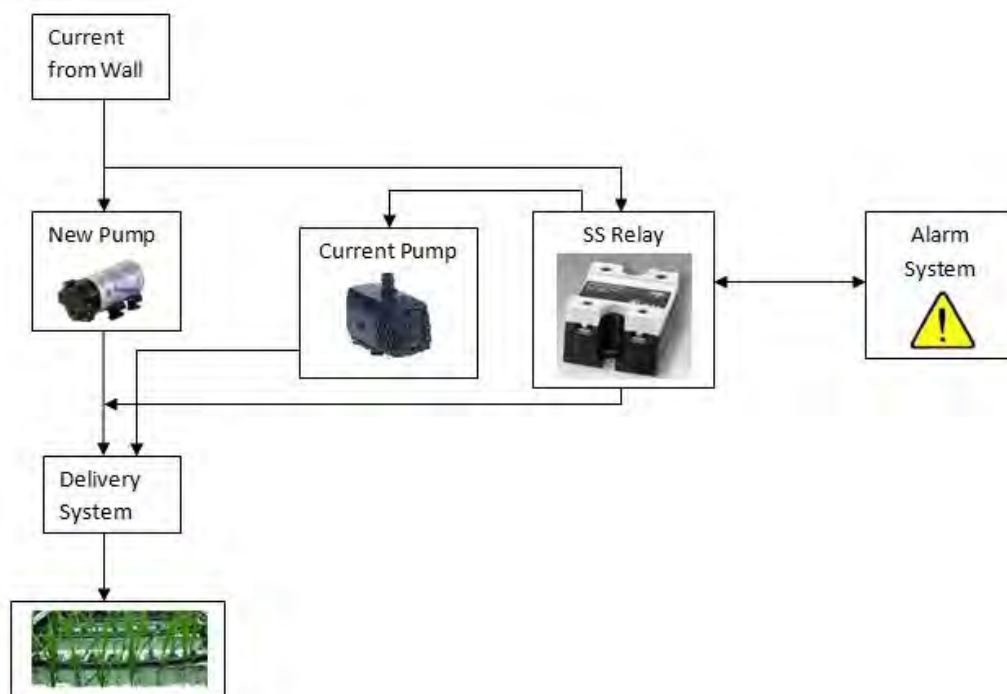 Current
from Wall
New Pump
Current Pump
SS Relay
Alarm
System
Delivery
System